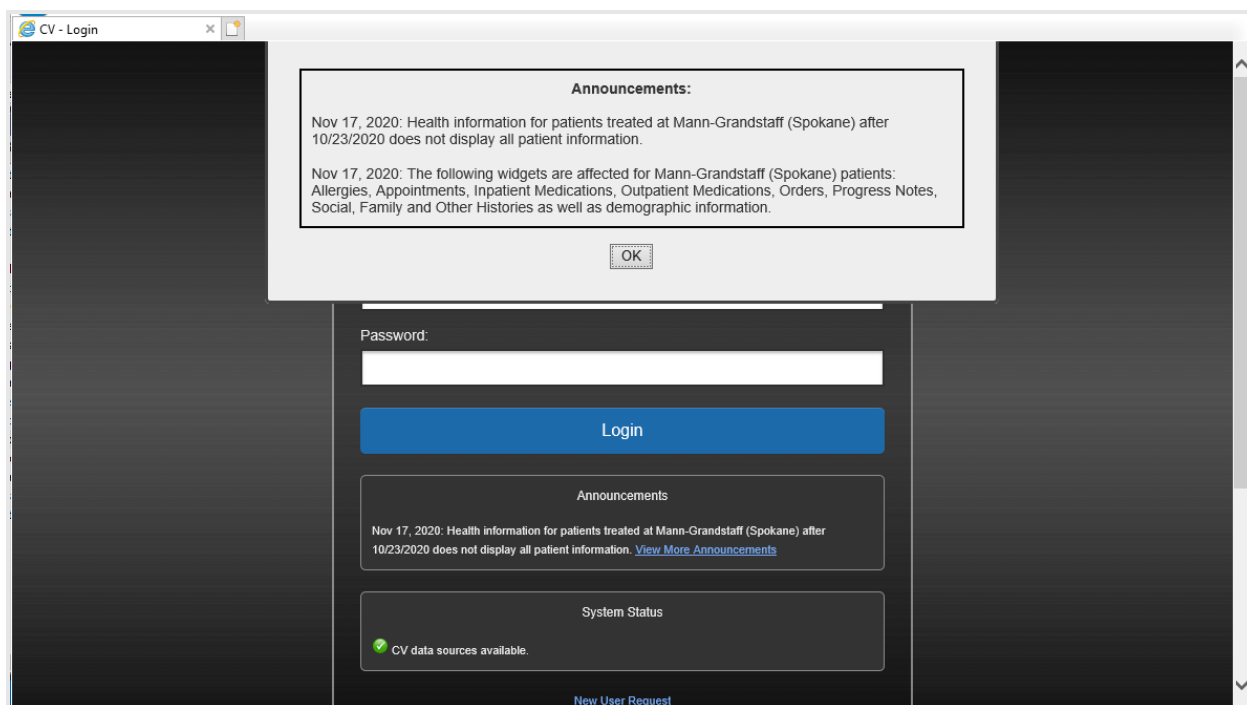 CV - Login
Announcements:
Nov 17, 2020: Health information for patients treated at Mann-Grandstaff (Spokane) after
10/23/2020 does not display all patient information.
Nov 17, 2020: The following widgets are affected for Mann-Grandstaff (Spokane) patients:
Allergies, Appointments, Inpatient Medications, Outpatient Medications, Orders, Progress Notes,
Social, Family and Other Histories as well as demographic information.
OK
Password:
Login
Announcements
Nov 17, 2020: Health information for patients treated at Mann-Grandstaff (Spokane) after
10/23/2020 does not display all patient information. View More Announcements
System Status
CV data sources available.
New User Request